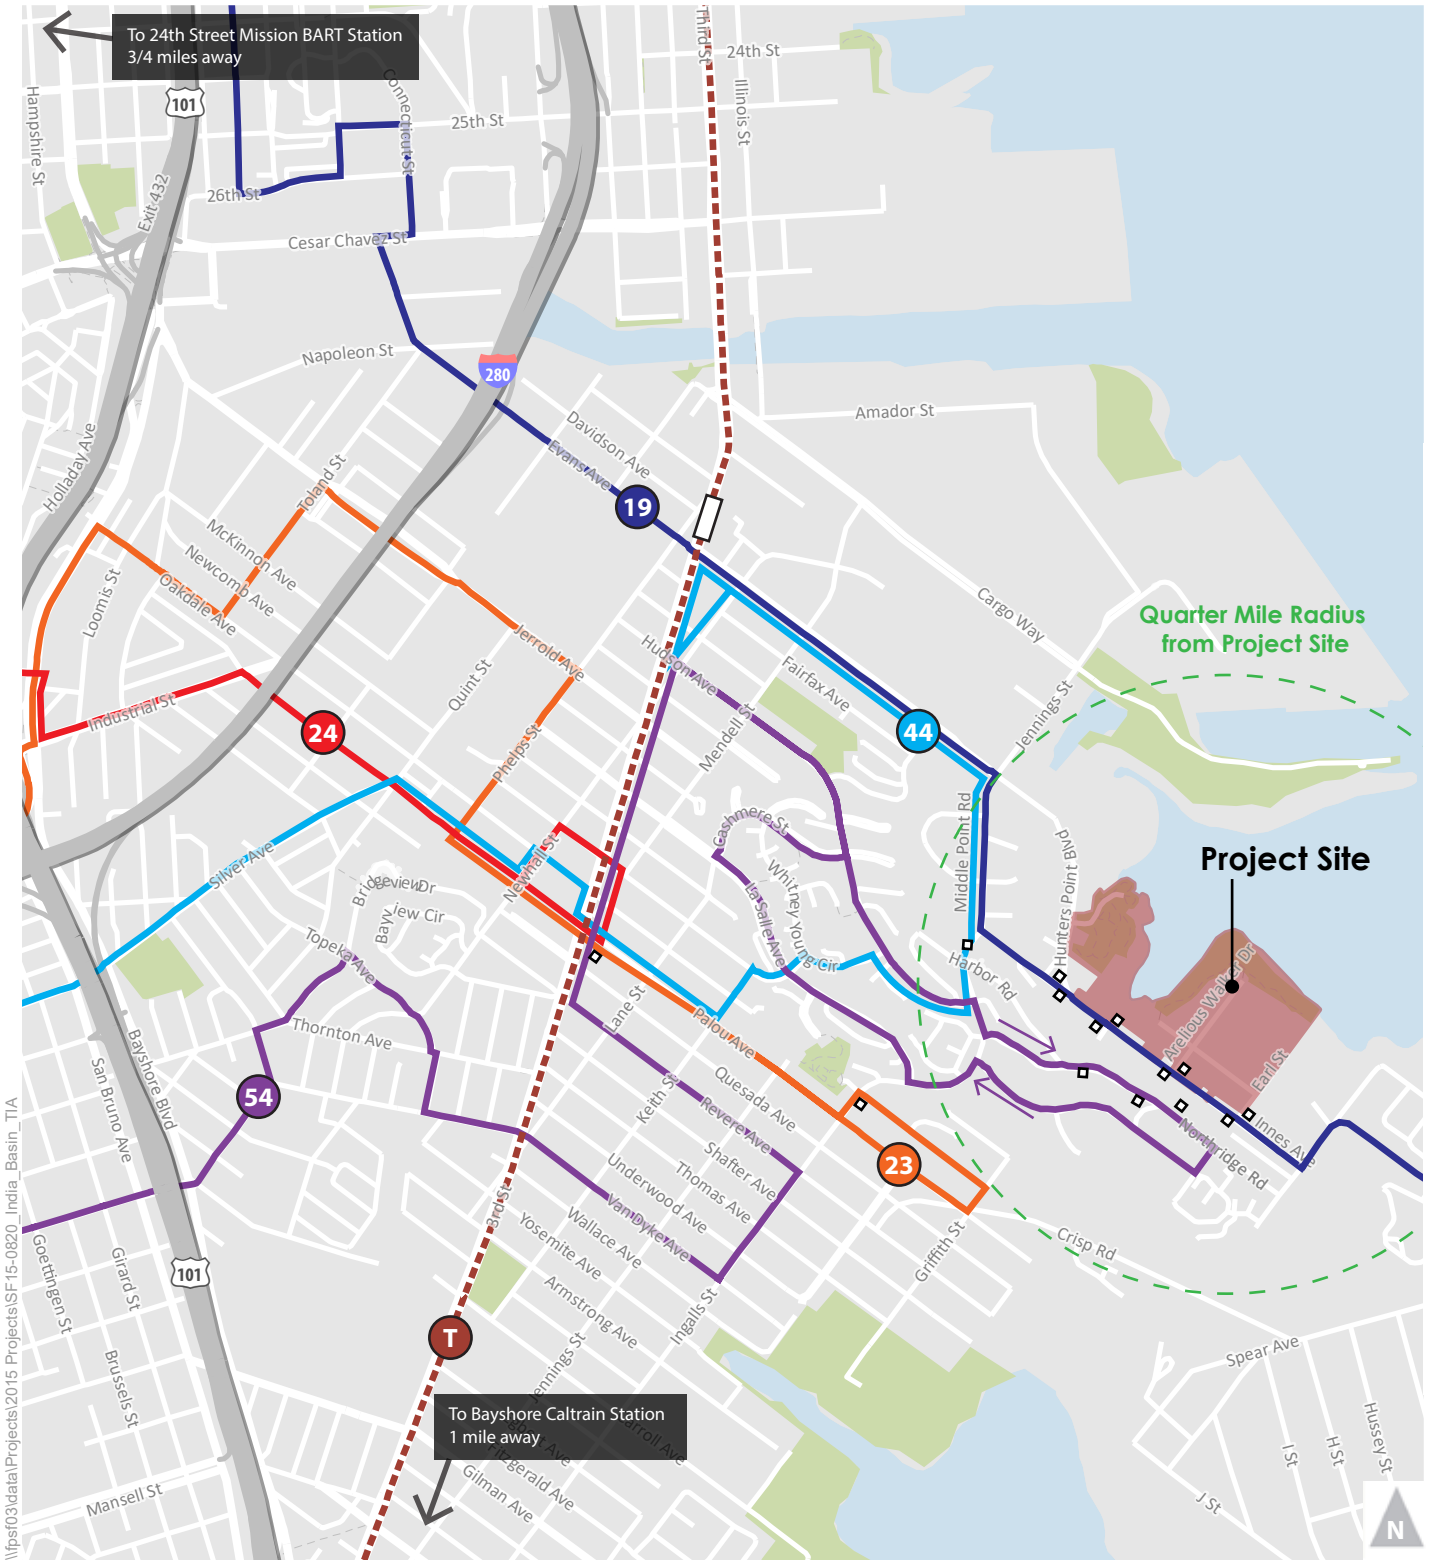 To 24th Street Mission BART Station
3/4 miles away
Third St
24th St
Illinois St
Hampshire St
101
Connecticut St
25th St
Exit 432
26th St
Cesar Chavez St
Napoleon St
280
Amador St
Davidson Ave
Evans Ave
19
Holladay Ave
Toland St
McKinnon Ave
Newcomb Ave
Oakdale Ave
Loomis St
Cargo Way
Quarter Mile Radius
from Project Site
Jerrold Ave
Hudson Ave
Fairfax Ave
Quint St
Industrial St
24
Phelps St
Mendell St
44
Jennings St
Middle Point Rd
Hunters Point Blvd
Cashmere St
Silver Ave
Newhall St
Whitney Young Cir
La Salle Ave
Project Site
Bridgeview Dr
Bayview Cir
Topeka Ave
Harbor Rd
Arelious Walker Dr
Earl St
Lane St
Palou Ave
Thornton Ave
Bayshore Blvd
San Bruno Ave
54
Quesada Ave
Keith St
Revere Ave
Innes Ave
Northridge Rd
23
Shafter Ave
Thomas Ave
Underwood Ave
Van Dyke Ave
3rd St
Wallace Ave
Yosemite Ave
Armstrong Ave
Griffith St
Crisp Rd
Goettingen St
Girard St
101
Ingalls St
T
Jennings St
Brussels St
Spear Ave
To Bayshore Caltrain Station
1 mile away
Fitzgerald Ave
Gilman Ave
Mansell St
Hussey St
H St
I St
J St
N
\\fpsf03\data\Projects\2015 Projects\SF15-0820_India_Basin_TIA